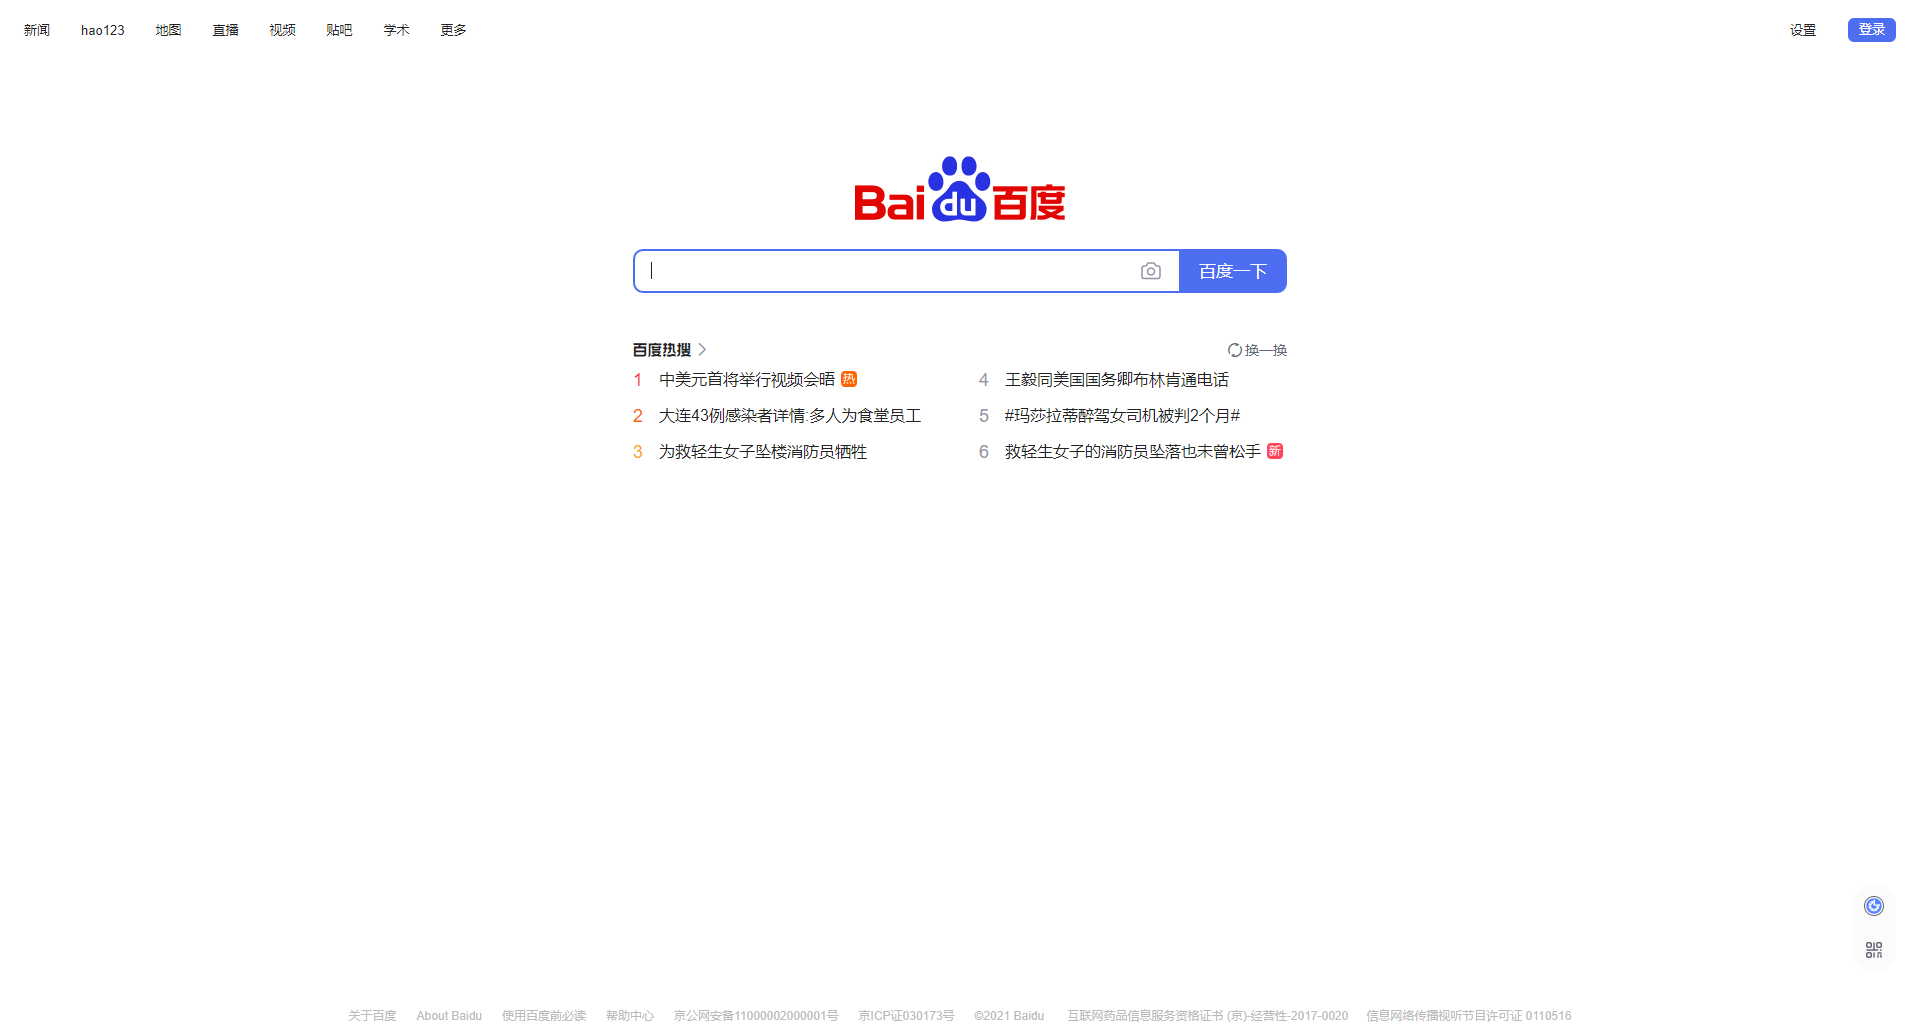 新闻 hao123 地图 直播 视频 贴吧 学术 更多 设置 登录
Baidu百度
百度一下
百度热搜 换一换
1 中美元首将举行视频会晤 热
2 大连43例感染者详情:多人为食堂员工
3 为救轻生女子坠楼消防员牺牲
4 王毅同美国国务卿布林肯通电话
5 #玛莎拉蒂醉驾女司机被判2个月#
6 救轻生女子的消防员坠落也未曾松手 新
关于百度 About Baidu 使用百度前必读 帮助中心 京公网安备11000002000001号 京ICP证030173号 ©2021 Baidu 互联网药品信息服务资格证书 (京)-经营性-2017-0020 信息网络传播视听节目许可证 0110516